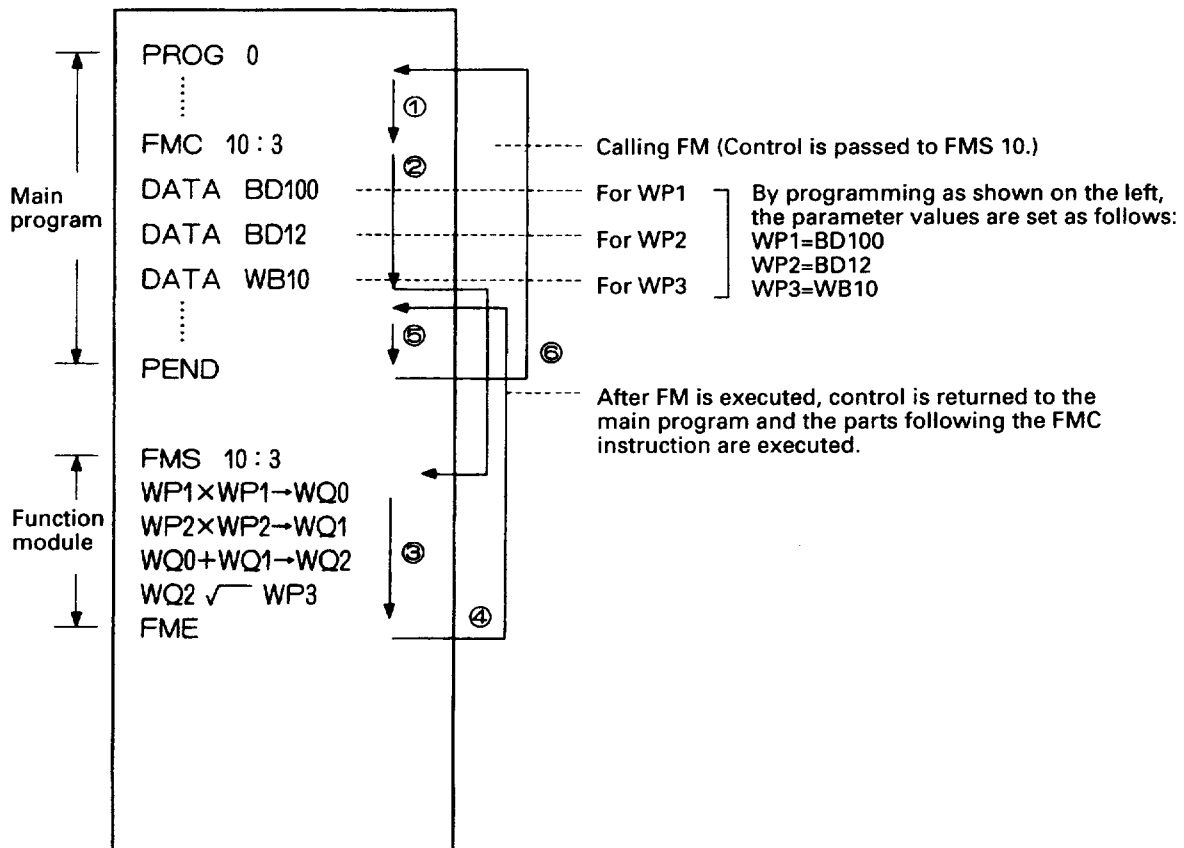 PROG 0
①
FMC 10 : 3
Calling FM (Control is passed to FMS 10.)
②
DATA BD100
For WP1
By programming as shown on the left,
the parameter values are set as follows:
WP1=BD100
WP2=BD12
WP3=WB10
Main
program
DATA BD12
For WP2
DATA WB10
For WP3
⑤
⑥
PEND
After FM is executed, control is returned to the
main program and the parts following the FMC
instruction are executed.
FMS 10 : 3
WP1×WP1→WQ0
Function
module
WP2×WP2→WQ1
③
WQ0+WQ1→WQ2
WQ2 √ WP3
④
FME